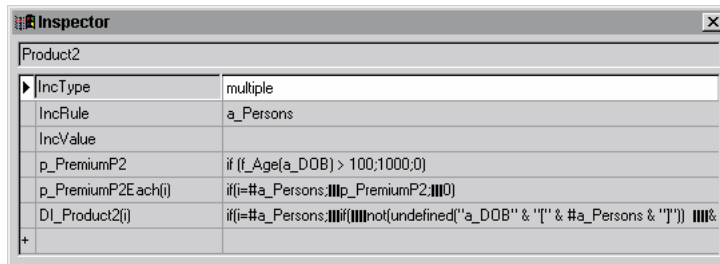 Inspector
Product2
IncType multiple
IncRule a_Persons
IncValue
p_PremiumP2 if (f_Age(a_DOB) > 100;1000;0)
p_PremiumP2Each(i) if(i=#a_Persons;||||p_PremiumP2;||||0)
DI_Product2(i) if(i=#a_Persons;||||if(||||not(undefined("a_DOB" & "[" & #a_Persons & "]")) ||||&
+